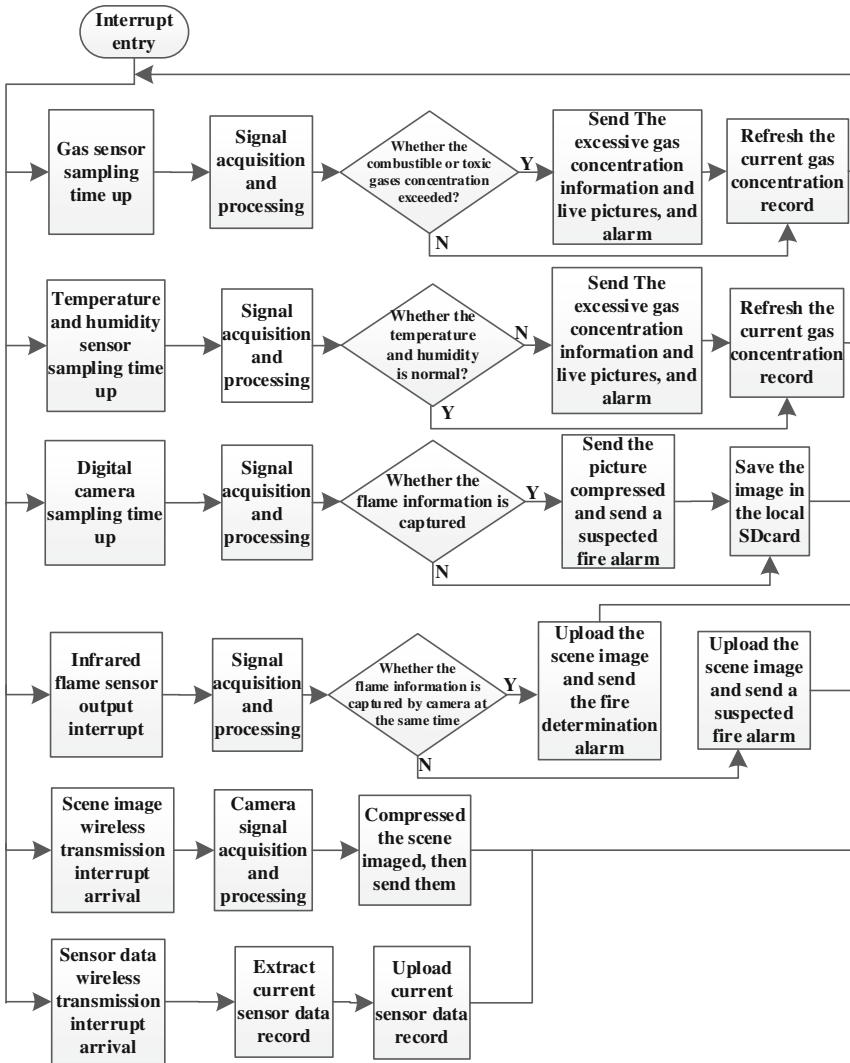 Interrupt
entry
Gas sensor
sampling
time up
Signal
acquisition
and
processing
Whether the
combustible or toxic
gases concentration
exceeded?
Y
N
Send The
excessive gas
concentration
information and
live pictures, and
alarm
Refresh the
current gas
concentration
record
Temperature
and humidity
sensor
sampling time
up
Signal
acquisition
and
processing
Whether the
temperature
and humidity
is normal?
N
Y
Send The
excessive gas
concentration
information and
live pictures, and
alarm
Refresh the
current gas
concentration
record
Digital
camera
sampling time
up
Signal
acquisition
and
processing
Whether the
flame information is
captured
Y
N
Send the
picture
compressed
and send a
suspected
fire alarm
Save the
image in
the local
SDcard
Infrared
flame sensor
output
interrupt
Signal
acquisition
and
processing
Whether the
flame information is
captured by camera at
the same time
Y
N
Upload the
scene image
and send
the fire
determination
alarm
Upload the
scene image
and send a
suspected
fire alarm
Scene image
wireless
transmission
interrupt
arrival
Camera
signal
acquisition
and
processing
Compressed
the scene
imaged, then
send them
Sensor data
wireless
transmission
interrupt
arrival
Extract
current
sensor data
record
Upload
current
sensor data
record